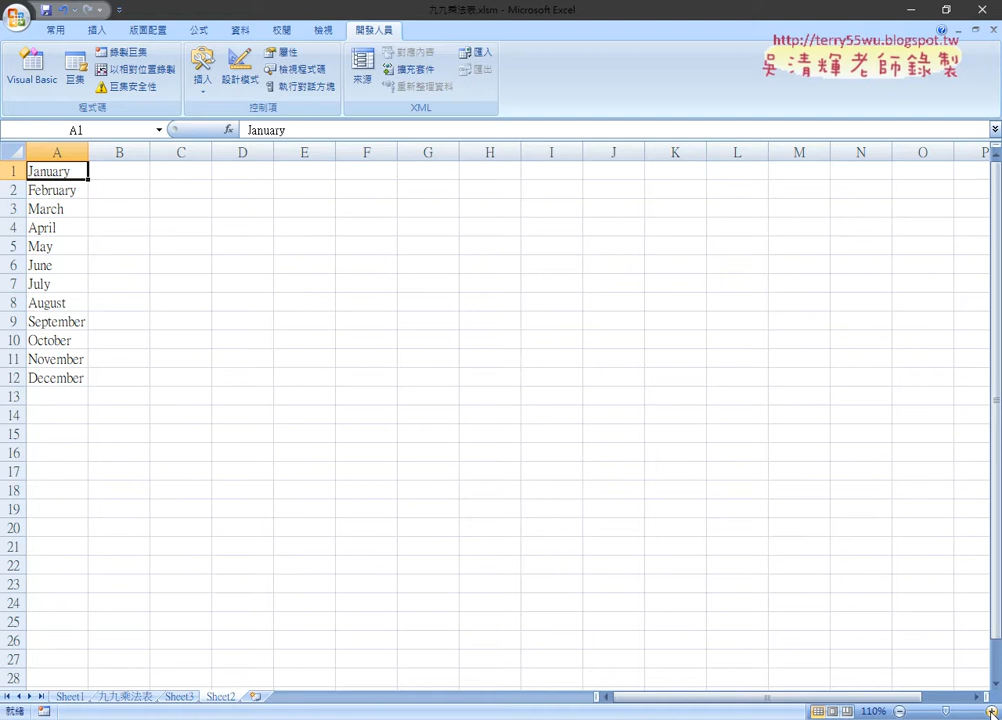 九九乘法表.xlsm - Microsoft Excel
常用 插入 版面配置 公式 資料 校閱 檢視 開發人員
http://terry55wu.blogspot.tw
吳清輝老師錄製
Visual Basic 巨集 錄製巨集 以相對位置錄製 巨集安全性
程式碼
插入 設計模式 屬性 檢視程式碼 執行對話方塊
控制項
來源 對應內容 擴充套件 重新整理資料 匯入 匯出
XML
A1 fx January
A B C D E F G H I J K L M N O P
1 January
2 February
3 March
4 April
5 May
6 June
7 July
8 August
9 September
10 October
11 November
12 December
13
14
15
16
17
18
19
20
21
22
23
24
25
26
27
28
Sheet1 九九乘法表 Sheet3 Sheet2
就緒 110%